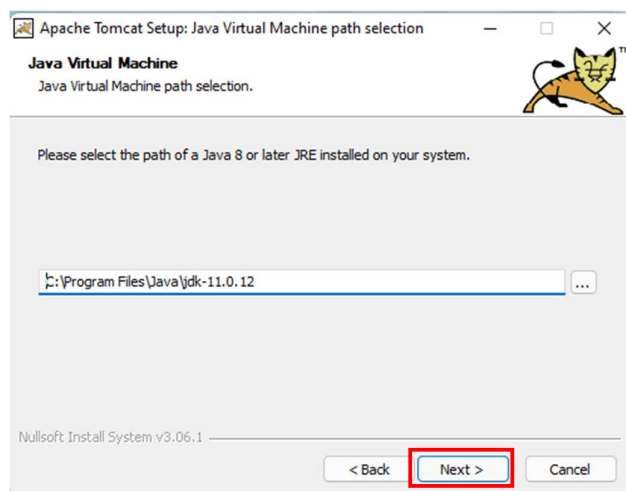 Apache Tomcat Setup: Java Virtual Machine path selection
Java Virtual Machine
Java Virtual Machine path selection.
TM
Please select the path of a Java 8 or later JRE installed on your system.
C:\Program Files\Java\jdk-11.0.12
...
Nullsoft Install System v3.06.1
< Back Next > Cancel